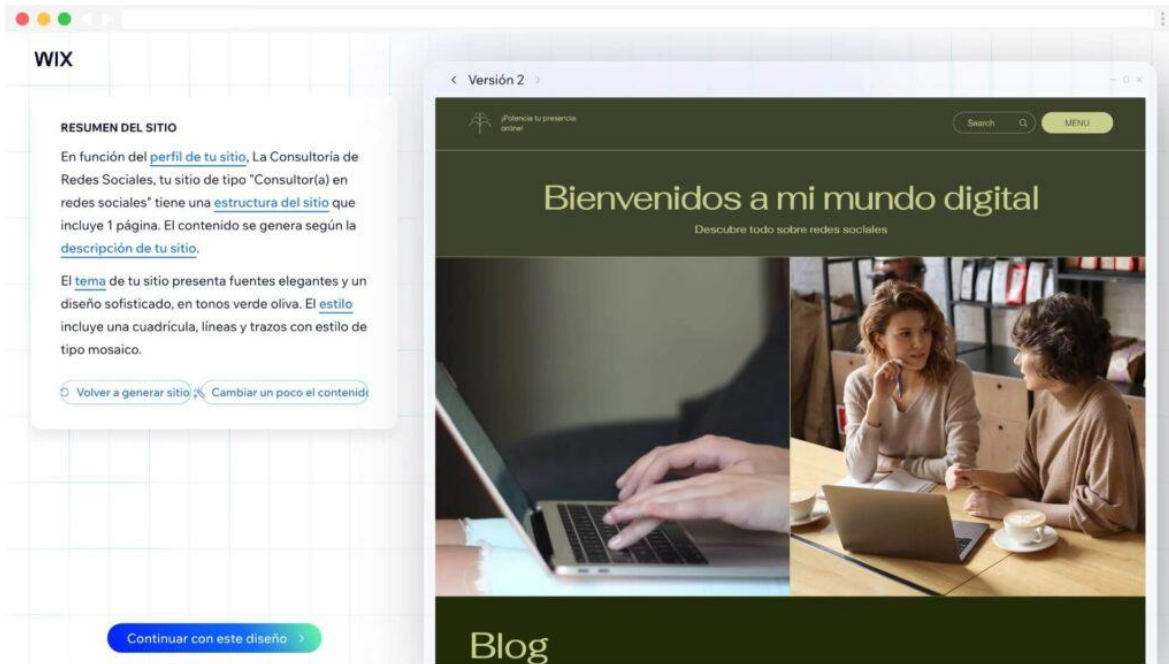 WIX
RESUMEN DEL SITIO
En función del perfil de tu sitio, La Consultoría de
Redes Sociales, tu sitio de tipo "Consultor(a) en
redes sociales" tiene una estructura del sitio que
incluye 1 página. El contenido se genera según la
descripción de tu sitio.
El tema de tu sitio presenta fuentes elegantes y un
diseño sofisticado, en tonos verde oliva. El estilo
incluye una cuadrícula, líneas y trazos con estilo de
tipo mosaico.
Volver a generar sitio
Cambiar un poco el contenido
Continuar con este diseño
Versión 2
¡Potencia tu presencia
online!
Search
MENU
Bienvenidos a mi mundo digital
Descubre todo sobre redes sociales
Blog